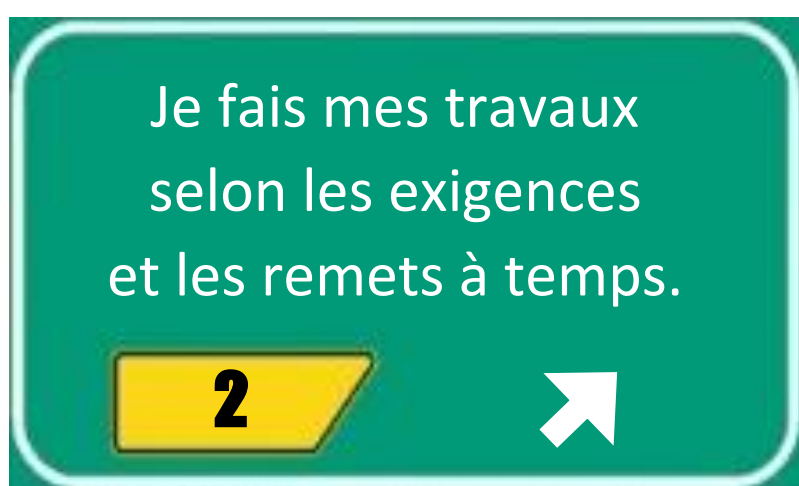 Je fais mes travaux
selon les exigences
et les remets à temps.
2